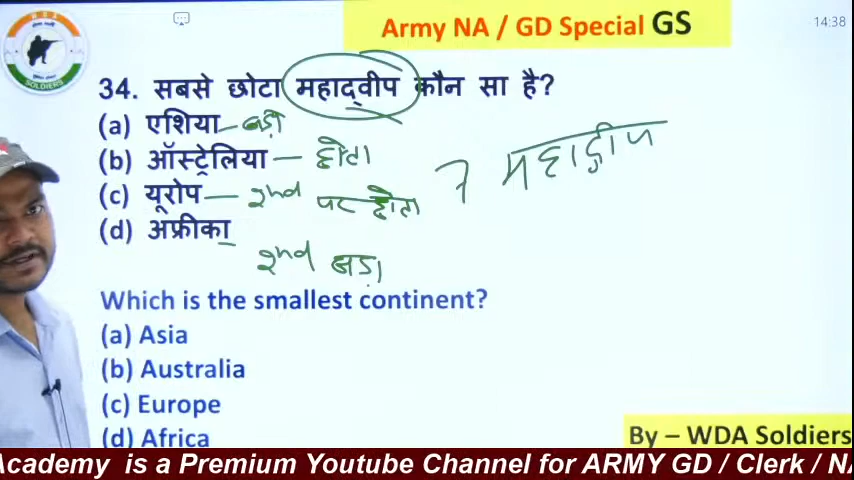 Army NA / GD Special GS
14:38
SOLDIERS
34. सबसे छोटा महाद्वीप कौन सा है?
(a) एशिया – बड़ा
(b) ऑस्ट्रेलिया – छोटा
7 महाद्वीप
(c) यूरोप – 2nd पर छोटा
(d) अफ्रीका
2nd बड़ा
Which is the smallest continent?
(a) Asia
(b) Australia
(c) Europe
(d) Africa
By – WDA Soldiers
Academy is a Premium Youtube Channel for ARMY GD / Clerk /